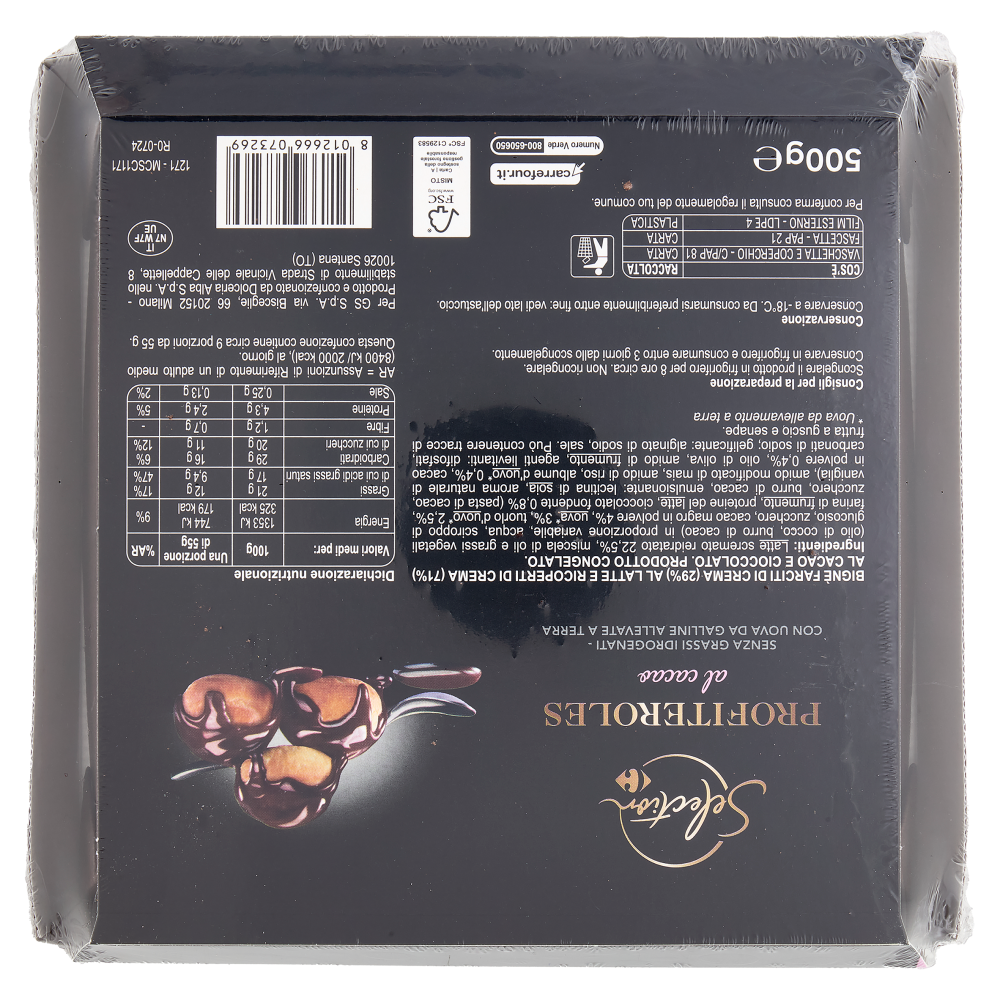 Selection
PROFITEROLES
al cacao
SENZA GRASSI IDROGENATI -
CON UOVA DA GALLINE ALLEVATE A TERRA
BIGNÈ FARCITI DI CREMA (29%) AL LATTE E RICOPERTI DI CREMA (71%)
AL CACAO E CIOCCOLATO. PRODOTTO CONGELATO.
Ingredienti: Latte scremato reidratato 22,5%, miscela di oli e grassi vegetali
(olio di cocco, burro di cacao) in proporzione variabile, acqua, sciroppo di
glucosio, zucchero, cacao magro in polvere 4%, uova* 3%, tuorlo d'uovo* 2,5%,
farina di frumento, proteine del latte, cioccolato fondente 0,8% (pasta di cacao,
zucchero, burro di cacao, emulsionante: lecitina di soia, aroma naturale di
vaniglia), amido modificato di mais, amido di riso, albume d'uovo* 0,4%, cacao
in polvere 0,4%, olio di oliva, amido di frumento, agenti lievitanti: difosfati,
carbonati di sodio; gelificante: alginato di sodio, sale. Può contenere tracce di
frutta a guscio e senape.
* Uova da allevamento a terra
Consigli per la preparazione
Scongelare il prodotto in frigorifero per 8 ore circa. Non ricongelare.
Conservare in frigorifero e consumare entro 3 giorni dallo scongelamento.
Conservazione
Conservare a -18°C. Da consumarsi preferibilmente entro fine: vedi lato dell'astuccio.
COS'È RACCOLTA
VASCHETTA E COPERCHIO - C/PAP 81 CARTA
FASCETTA - PAP 21 CARTA
FILM ESTERNO - LDPE 4 PLASTICA
Per conferma consulta il regolamento del tuo comune.
500g℮
carrefour.it
Numero Verde 800-650650
Dichiarazione nutrizionale
Valori medi per: 100g Una porzione di 55g %AR
Energia 1353 kJ 325 kcal 744 kJ 179 kcal 9%
Grassi 21 g 12 g 17%
di cui acidi grassi saturi 17 g 9,4 g 47%
Carboidrati 29 g 16 g 6%
di cui zuccheri 20 g 11 g 12%
Fibre 1,2 g 0,7 g -
Proteine 4,3 g 2,4 g 5%
Sale 0,25 g 0,13 g 2%
AR = Assunzioni di Riferimento di un adulto medio
(8400 kJ/ 2000 kcal), al giorno.
Questa confezione contiene circa 9 porzioni da 55 g.
Per GS S.p.A. via Bisceglie, 66 20152 Milano -
Prodotto e confezionato da Dolceria Alba S.p.A. nello
stabilimento di Strada Vicinale delle Cappellette, 8,
10026 Santena (TO)
IT
N7 W7F
UE
FSC
www.fsc.org
MISTO
Carta | A
sostegno della
gestione forestale
responsabile
FSC® C129583
8 012666 073269
1271 - MCSC1171
R0-0724